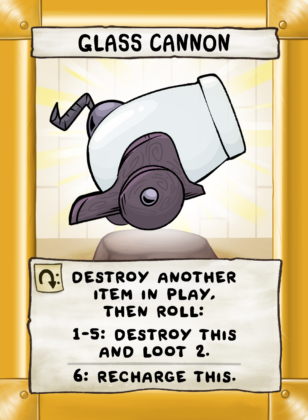 GLASS CANNON
: DESTROY ANOTHER
ITEM IN PLAY.
THEN ROLL:
1-5: DESTROY THIS
AND LOOT 2.
6: RECHARGE THIS.